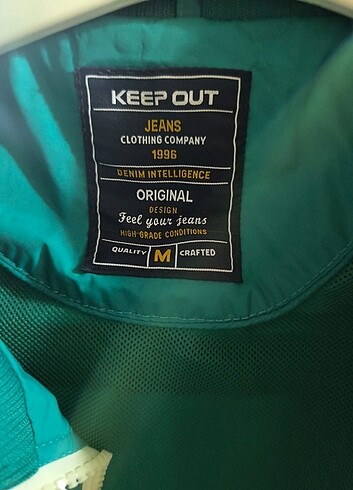 KEEP OUT
JEANS
CLOTHING COMPANY
1996
DENIM INTELLIGENCE
ORIGINAL
DESIGN
Feel your jeans
HIGH-GRADE CONDITIONS
QUALITY M CRAFTED